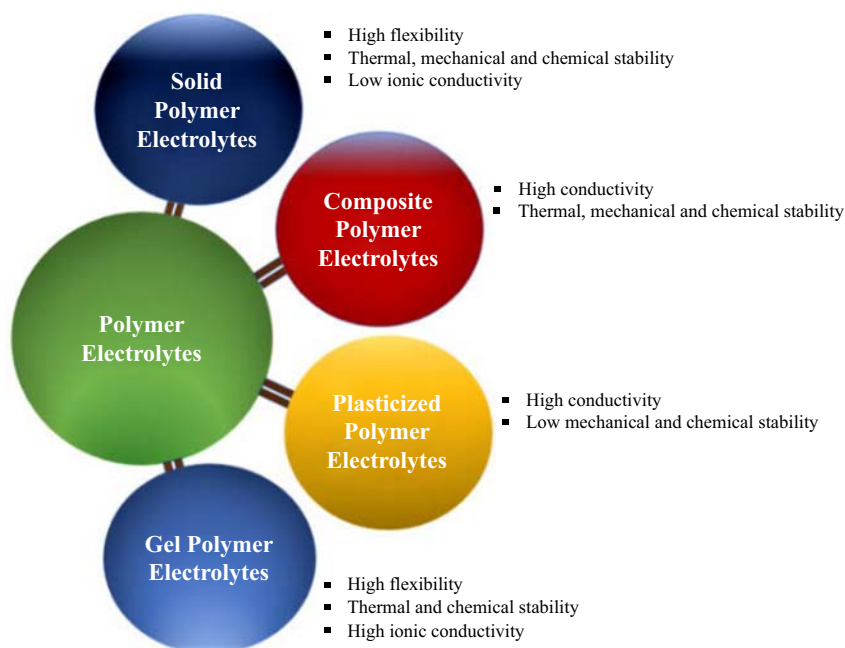 Solid
Polymer
Electrolytes
▪ High flexibility
▪ Thermal, mechanical and chemical stability
▪ Low ionic conductivity
Composite
Polymer
Electrolytes
▪ High conductivity
▪ Thermal, mechanical and chemical stability
Polymer
Electrolytes
Plasticized
Polymer
Electrolytes
▪ High conductivity
▪ Low mechanical and chemical stability
Gel Polymer
Electrolytes
▪ High flexibility
▪ Thermal and chemical stability
▪ High ionic conductivity